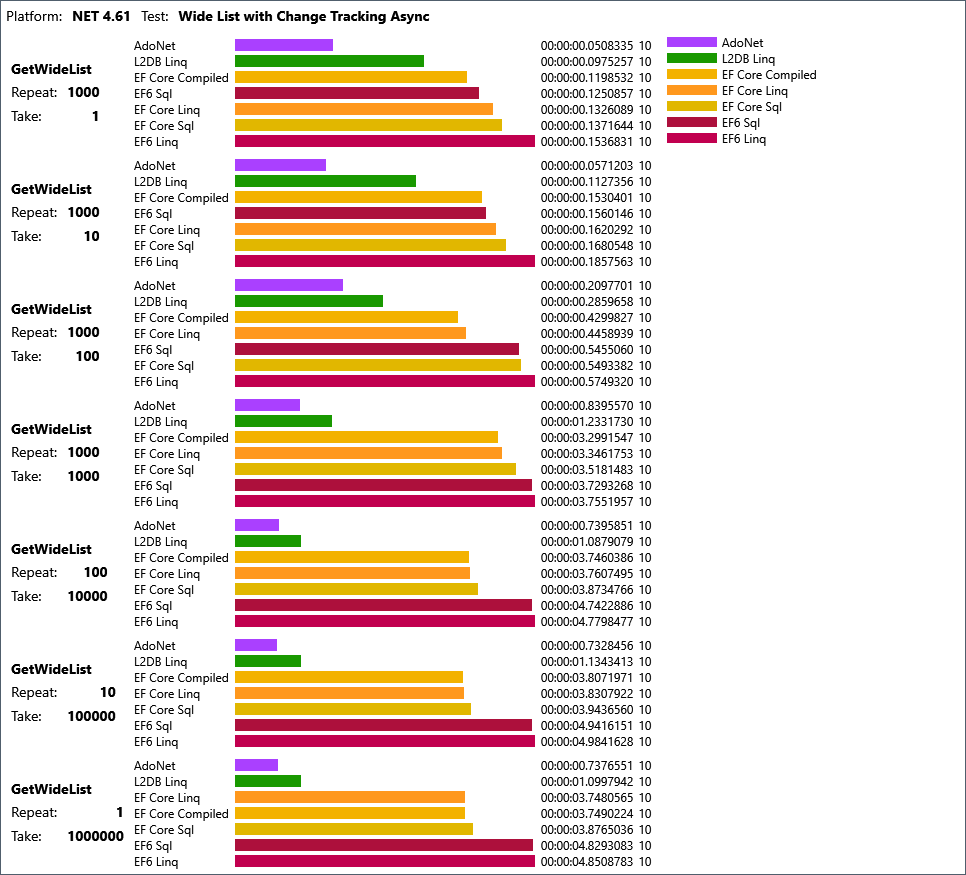 Platform: NET 4.61 Test: Wide List with Change Tracking Async
GetWideList
Repeat: 1000
Take: 1
AdoNet 00:00:00.0508335 10
L2DB Linq 00:00:00.0975257 10
EF Core Compiled 00:00:00.1198532 10
EF6 Sql 00:00:00.1250857 10
EF Core Linq 00:00:00.1326089 10
EF Core Sql 00:00:00.1371644 10
EF6 Linq 00:00:00.1536831 10
AdoNet
L2DB Linq
EF Core Compiled
EF Core Linq
EF Core Sql
EF6 Sql
EF6 Linq
GetWideList
Repeat: 1000
Take: 10
AdoNet 00:00:00.0571203 10
L2DB Linq 00:00:00.1127356 10
EF Core Compiled 00:00:00.1530401 10
EF6 Sql 00:00:00.1560146 10
EF Core Linq 00:00:00.1620292 10
EF Core Sql 00:00:00.1680548 10
EF6 Linq 00:00:00.1857563 10
GetWideList
Repeat: 1000
Take: 100
AdoNet 00:00:00.2097701 10
L2DB Linq 00:00:00.2859658 10
EF Core Compiled 00:00:00.4299827 10
EF Core Linq 00:00:00.4458939 10
EF6 Sql 00:00:00.5455060 10
EF Core Sql 00:00:00.5493382 10
EF6 Linq 00:00:00.5749320 10
GetWideList
Repeat: 1000
Take: 1000
AdoNet 00:00:00.8395570 10
L2DB Linq 00:00:01.2331730 10
EF Core Compiled 00:00:03.2991547 10
EF Core Linq 00:00:03.3461753 10
EF Core Sql 00:00:03.5181483 10
EF6 Sql 00:00:03.7293268 10
EF6 Linq 00:00:03.7551957 10
GetWideList
Repeat: 100
Take: 10000
AdoNet 00:00:00.7395851 10
L2DB Linq 00:00:01.0879079 10
EF Core Compiled 00:00:03.7460386 10
EF Core Linq 00:00:03.7607495 10
EF Core Sql 00:00:03.8734766 10
EF6 Sql 00:00:04.7422886 10
EF6 Linq 00:00:04.7798477 10
GetWideList
Repeat: 10
Take: 100000
AdoNet 00:00:00.7328456 10
L2DB Linq 00:00:01.1343413 10
EF Core Compiled 00:00:03.8071971 10
EF Core Linq 00:00:03.8307922 10
EF Core Sql 00:00:03.9436560 10
EF6 Sql 00:00:04.9416151 10
EF6 Linq 00:00:04.9841628 10
GetWideList
Repeat: 1
Take: 1000000
AdoNet 00:00:00.7376551 10
L2DB Linq 00:00:01.0997942 10
EF Core Linq 00:00:03.7480565 10
EF Core Compiled 00:00:03.7490224 10
EF Core Sql 00:00:03.8765036 10
EF6 Sql 00:00:04.8293083 10
EF6 Linq 00:00:04.8508783 10